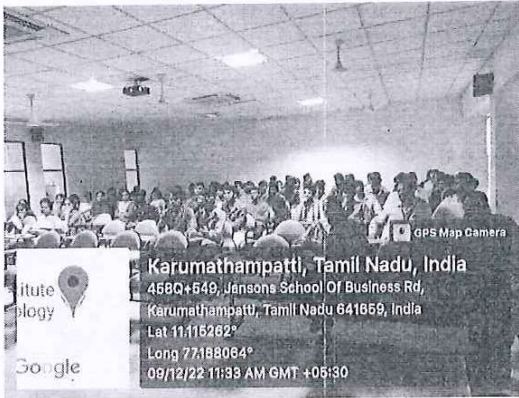 GPS Map Camera
Karumathampatti, Tamil Nadu, India
458Q+549, Jansons School Of Business Rd,
Karumathampatti, Tamil Nadu 641659, India
Lat 11.115262°
Long 77.188064°
09/12/22 11:33 AM GMT +05:30
itute
ology
Google